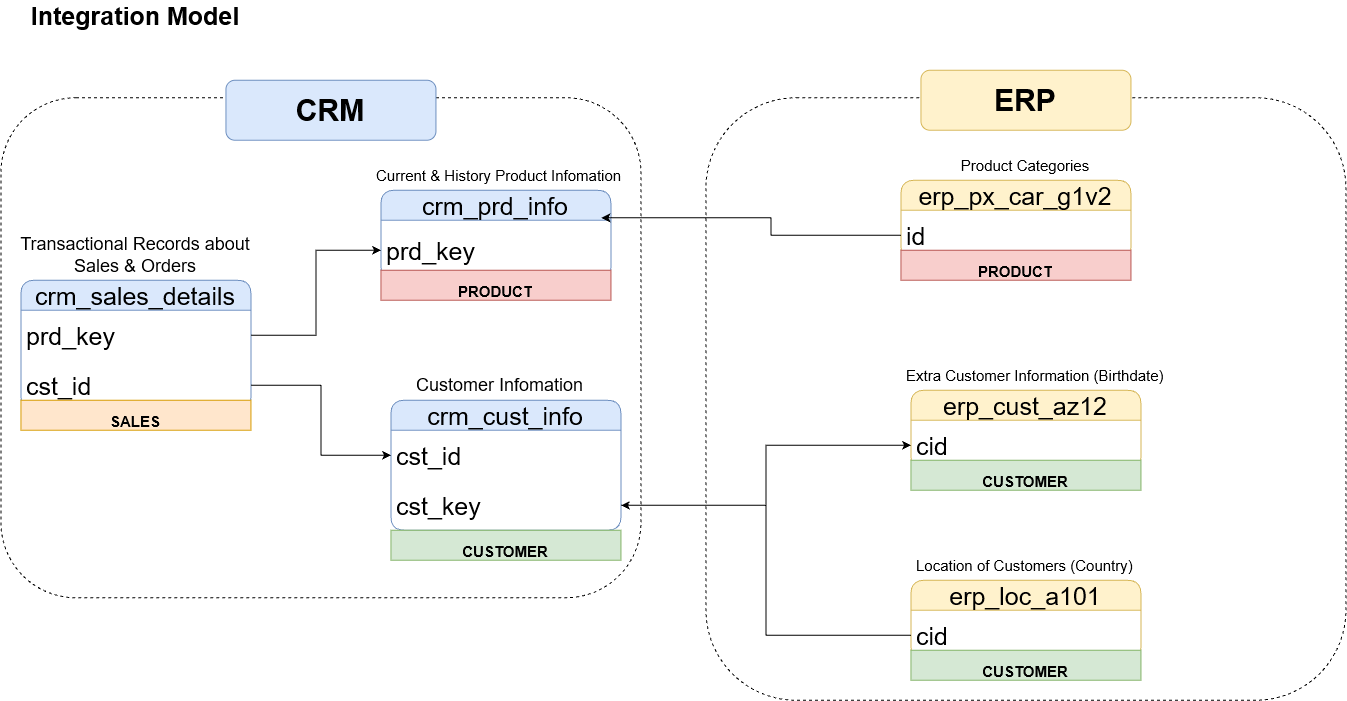 Integration Model
CRM
Current & History Product Infomation
crm_prd_info
prd_key
PRODUCT
Transactional Records about
Sales & Orders
crm_sales_details
prd_key
cst_id
SALES
Customer Infomation
crm_cust_info
cst_id
cst_key
CUSTOMER
ERP
Product Categories
erp_px_car_g1v2
id
PRODUCT
Extra Customer Information (Birthdate)
erp_cust_az12
cid
CUSTOMER
Location of Customers (Country)
erp_loc_a101
cid
CUSTOMER